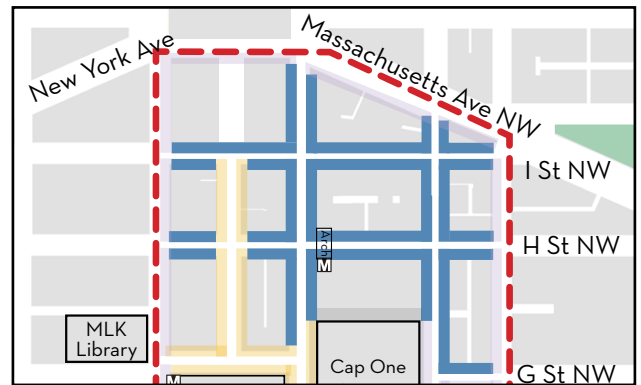 New York Ave
Massachusetts Ave NW
I St NW
Arch
M
H St NW
MLK
Library
Cap One
G St NW
M